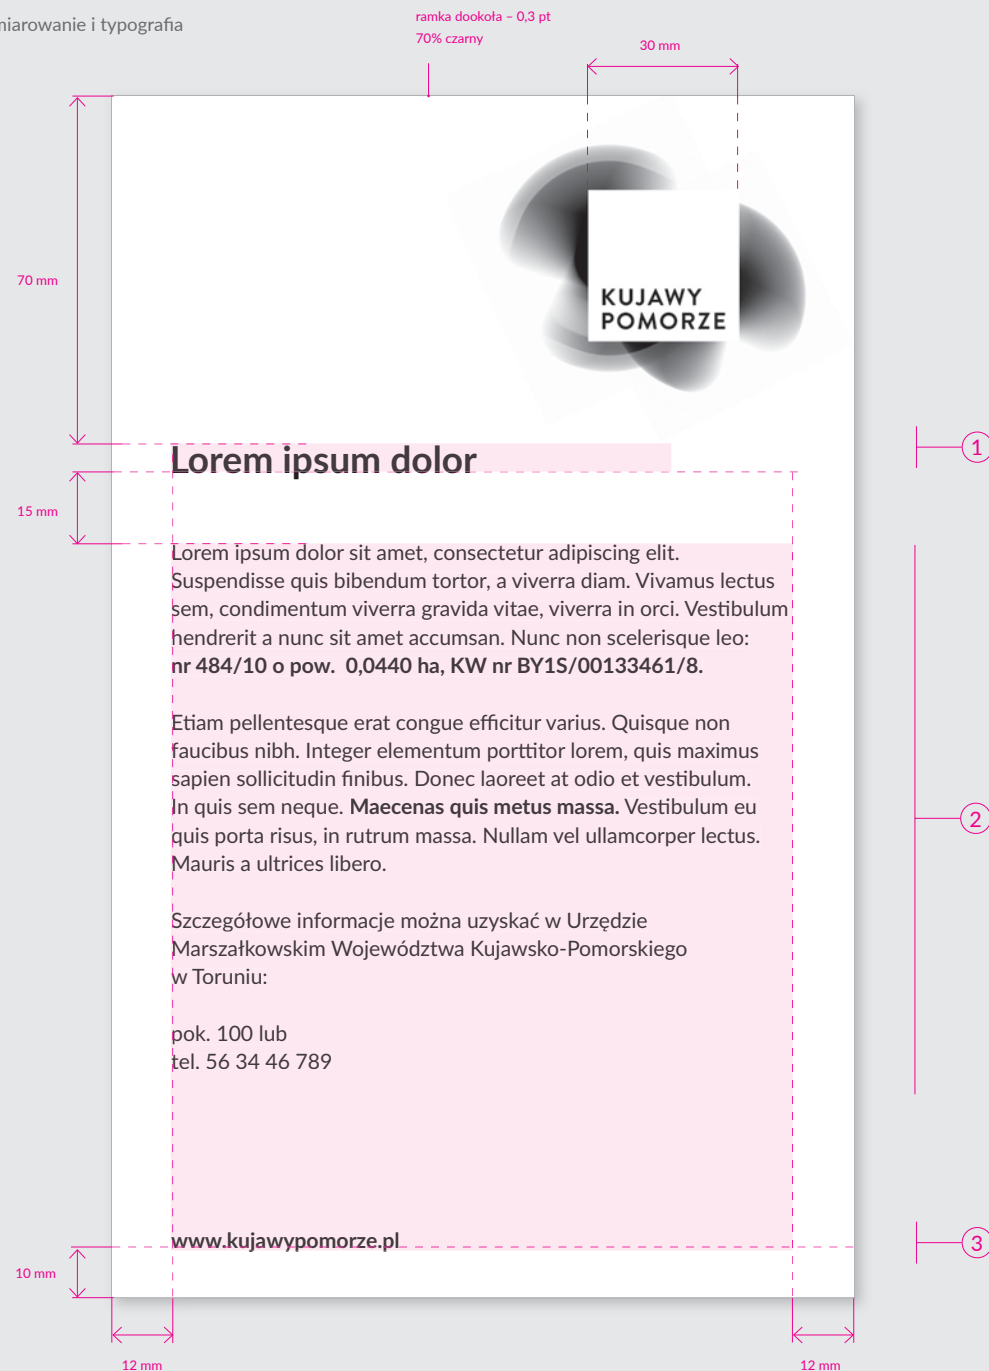 miarowanie i typografia
ramka dookoła – 0,3 pt
70% czarny
30 mm
70 mm
KUJAWY
POMORZE
Lorem ipsum dolor
1
15 mm
Lorem ipsum dolor sit amet, consectetur adipiscing elit.
Suspendisse quis bibendum tortor, a viverra diam. Vivamus lectus
sem, condimentum viverra gravida vitae, viverra in orci. Vestibulum
hendrerit a nunc sit amet accumsan. Nunc non scelerisque leo:
nr 484/10 o pow.  0,0440 ha, KW nr BY1S/00133461/8.
Etiam pellentesque erat congue efficitur varius. Quisque non
faucibus nibh. Integer elementum porttitor lorem, quis maximus
sapien sollicitudin finibus. Donec laoreet at odio et vestibulum.
In quis sem neque. Maecenas quis metus massa. Vestibulum eu
quis porta risus, in rutrum massa. Nullam vel ullamcorper lectus.
Mauris a ultrices libero.
2
Szczegółowe informacje można uzyskać w Urzędzie
Marszałkowskim Województwa Kujawsko-Pomorskiego
w Toruniu:
pok. 100 lub
tel. 56 34 46 789
www.kujawypomorze.pl
3
10 mm
12 mm
12 mm